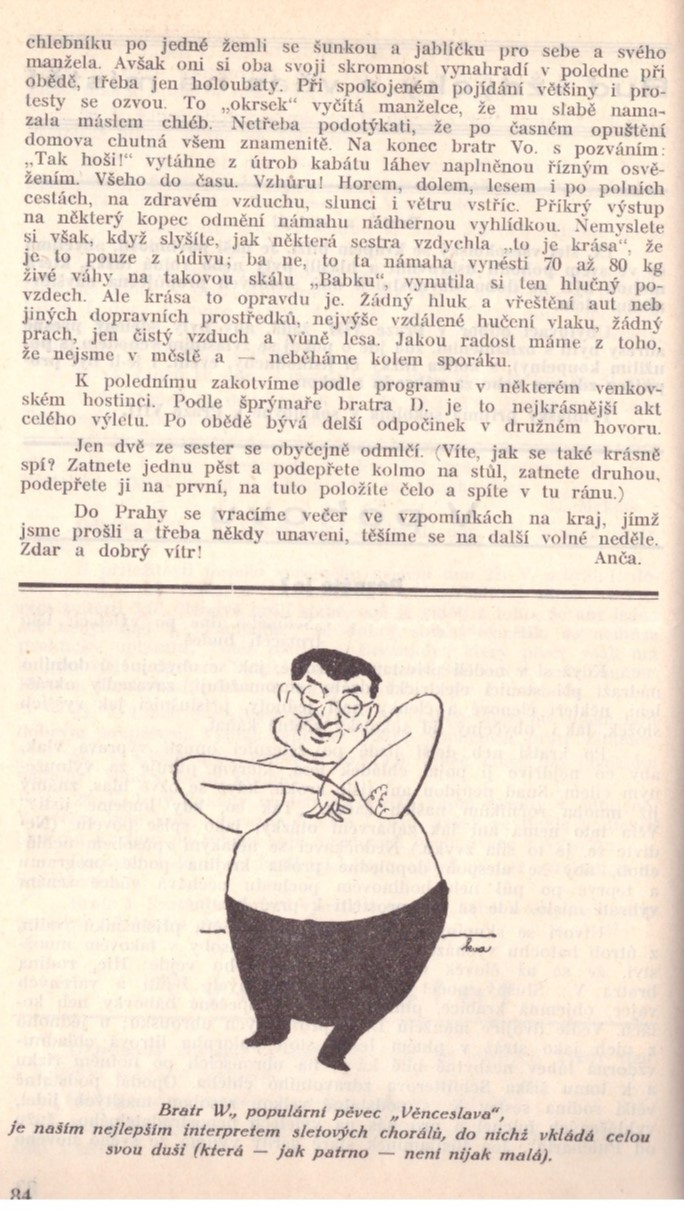 chlebníku po jedné žemli se šunkou a jablíčku pro sebe a svého
manžela. Avšak oni si oba svoji skromnost vynahradí v poledne při
obědě, třeba jen holoubaty. Při spokojeném pojídání většiny i pro-
testy se ozvou. To „okrsek“ vyčítá manželce, že mu slabě nama-
zala máslem chléb. Netřeba podotýkati, že po časném opuštění
domova chutná všem znamenitě. Na konec bratr Vo. s pozváním:
„Tak hoši!“ vytáhne z útrob kabátu láhev naplněnou řízným osvě-
žením. Všeho do času. Vzhůru! Horem, dolem, lesem i po polních
cestách, na zdravém vzduchu, slunci i větru vstříc. Příkrý výstup
na některý kopec odmění námahu nádhernou vyhlídkou. Nemyslete
si však, když slyšíte, jak některá sestra vzdychla „to je krása“, že
je to pouze z údivu; ba ne, to ta námaha vynésti 70 až 80 kg
živé váhy na takovou skálu „Babku“, vynutila si ten hlučný po-
vzdech. Ale krása to opravdu je. Žádný hluk a vřeštění aut neb
jiných dopravních prostředků, nejvýše vzdálené hučení vlaku, žádný
prach, jen čistý vzduch a vůně lesa. Jakou radost máme z toho,
že nejsme v městě a — neběháme kolem sporáku.
K polednímu zakotvíme podle programu v některém venkov-
ském hostinci. Podle šprýmaře bratra D. je to nejkrásnější akt
celého výletu. Po obědě bývá delší odpočinek v družném hovoru.
Jen dvě ze sester se obyčejně odmlčí. (Víte, jak se také krásně
spí? Zatnete jednu pěst a podepřete kolmo na stůl, zatnete druhou,
podepřete ji na první, na tuto položíte čelo a spíte v tu ránu.)
Do Prahy se vracíme večer ve vzpomínkách na kraj, jímž
jsme prošli a třeba někdy unaveni, těšíme se na další volné neděle.
Zdar a dobrý vítr! Anča.
Bratr W., populární pěvec „Věnceslava“,
je naším nejlepším interpretem sletových chorálů, do nichž vkládá celou
svou duši (která — jak patrno — není nijak malá).
84